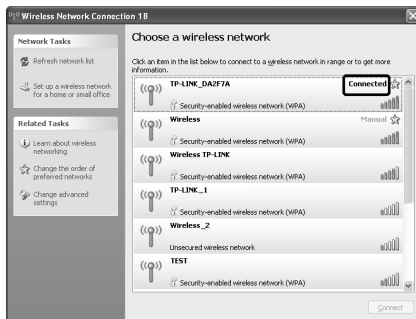 Wireless Network Connection 18
Network Tasks
Refresh network list
Set up a wireless network
for a home or small office
Related Tasks
Learn about wireless
networking
Change the order of
preferred networks
Change advanced
settings
Choose a wireless network
Click an item in the list below to connect to a wireless network in range or to get more
information.
TP-LINK_DA2F7A Connected
Security-enabled wireless network (WPA)
Wireless Manual
Security-enabled wireless network (WPA)
Wireless TP-LINK
Security-enabled wireless network (WPA)
TP-LINK_1
Security-enabled wireless network (WPA)
Wireless_2
Unsecured wireless network
TEST
Security-enabled wireless network (WPA)
Connect